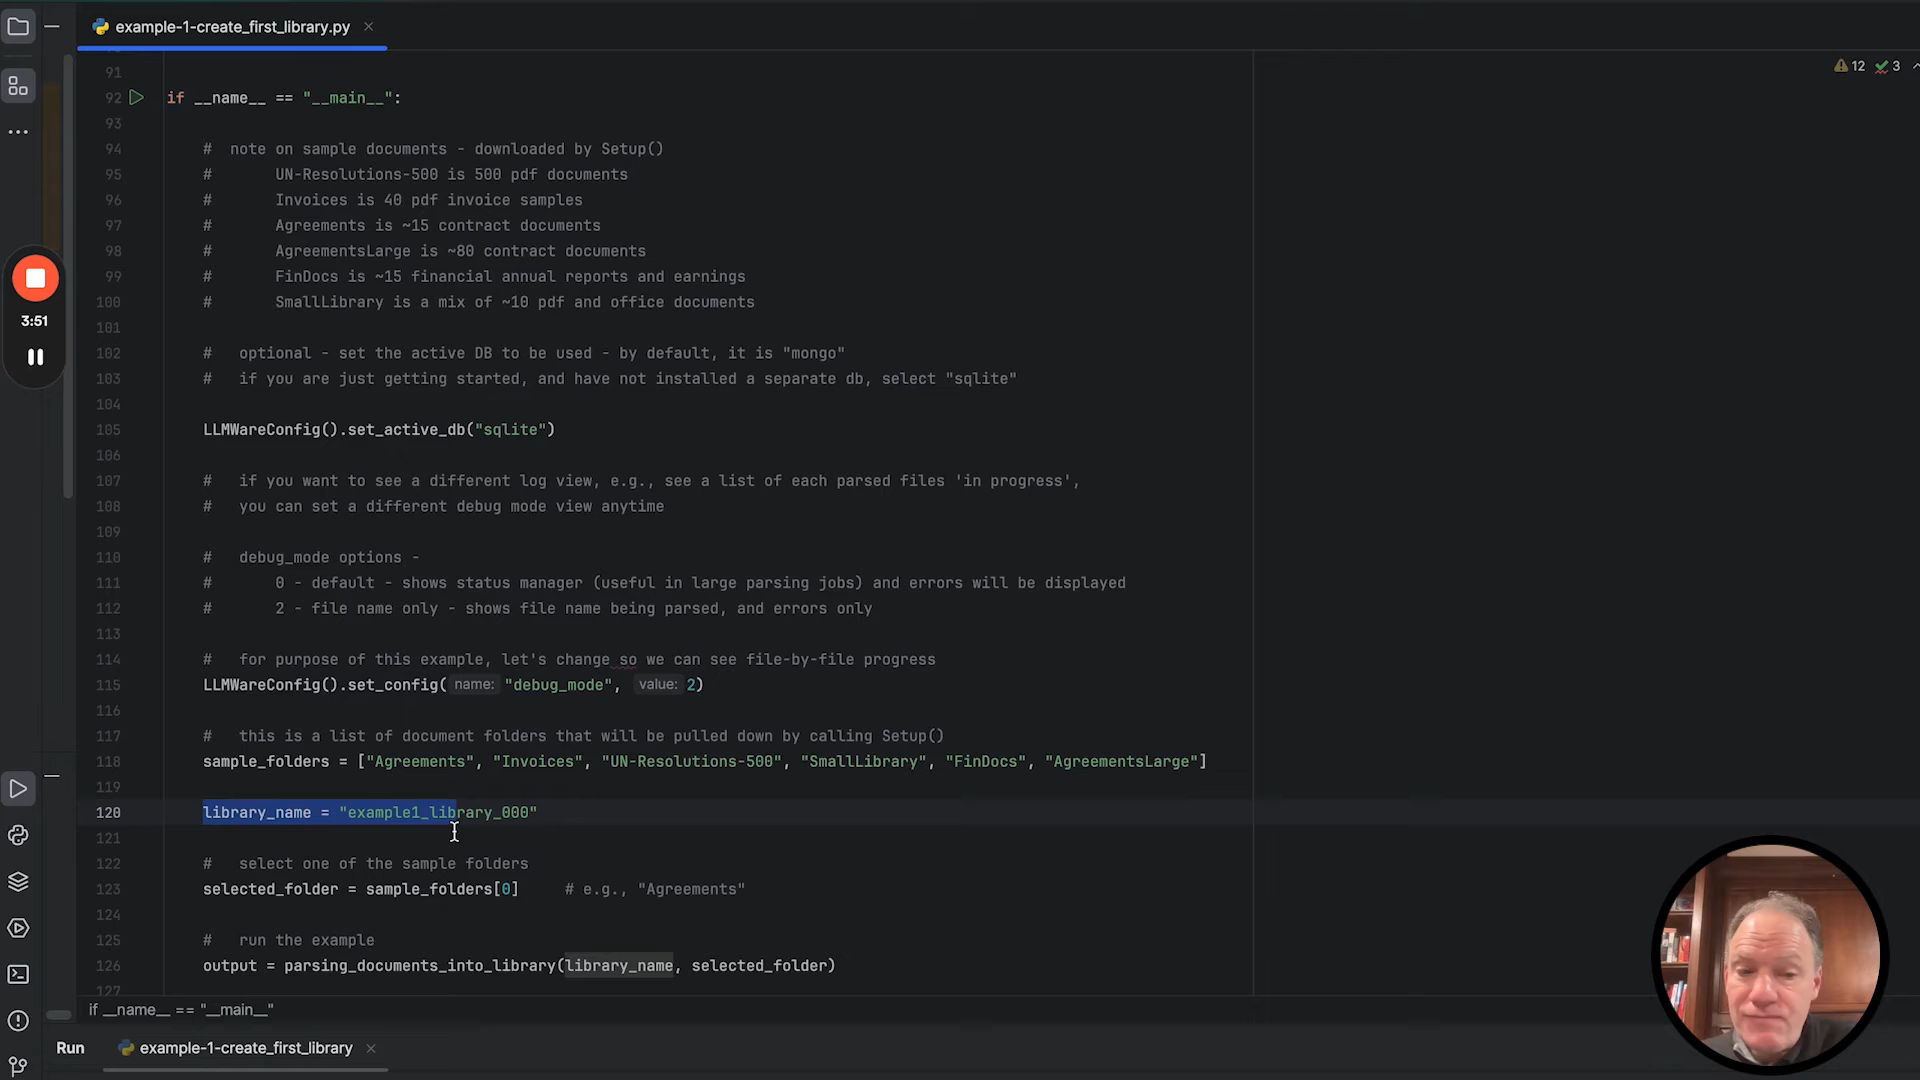 example-1-create_first_library.py
12 3
91
92 if __name__ == "__main__":
93
94 # note on sample documents - downloaded by Setup()
95 # UN-Resolutions-500 is 500 pdf documents
96 # Invoices is 40 pdf invoice samples
97 # Agreements is ~15 contract documents
98 # AgreementsLarge is ~80 contract documents
99 # FinDocs is ~15 financial annual reports and earnings
100 # SmallLibrary is a mix of ~10 pdf and office documents
101
102 # optional - set the active DB to be used - by default, it is "mongo"
103 # if you are just getting started, and have not installed a separate db, select "sqlite"
104
105 LLMWareConfig().set_active_db("sqlite")
106
107 # if you want to see a different log view, e.g., see a list of each parsed files 'in progress',
108 # you can set a different debug mode view anytime
109
110 # debug_mode options -
111 # 0 - default - shows status manager (useful in large parsing jobs) and errors will be displayed
112 # 2 - file name only - shows file name being parsed, and errors only
113
114 # for purpose of this example, let's change so we can see file-by-file progress
115 LLMWareConfig().set_config( name: "debug_mode", value: 2)
116
117 # this is a list of document folders that will be pulled down by calling Setup()
118 sample_folders = ["Agreements", "Invoices", "UN-Resolutions-500", "SmallLibrary", "FinDocs", "AgreementsLarge"]
119
120 library_name = "example1_library_000"
121
122 # select one of the sample folders
123 selected_folder = sample_folders[0] # e.g., "Agreements"
124
125 # run the example
126 output = parsing_documents_into_library(library_name, selected_folder)
127
3:51
if __name__ == "__main__"
Run example-1-create_first_library